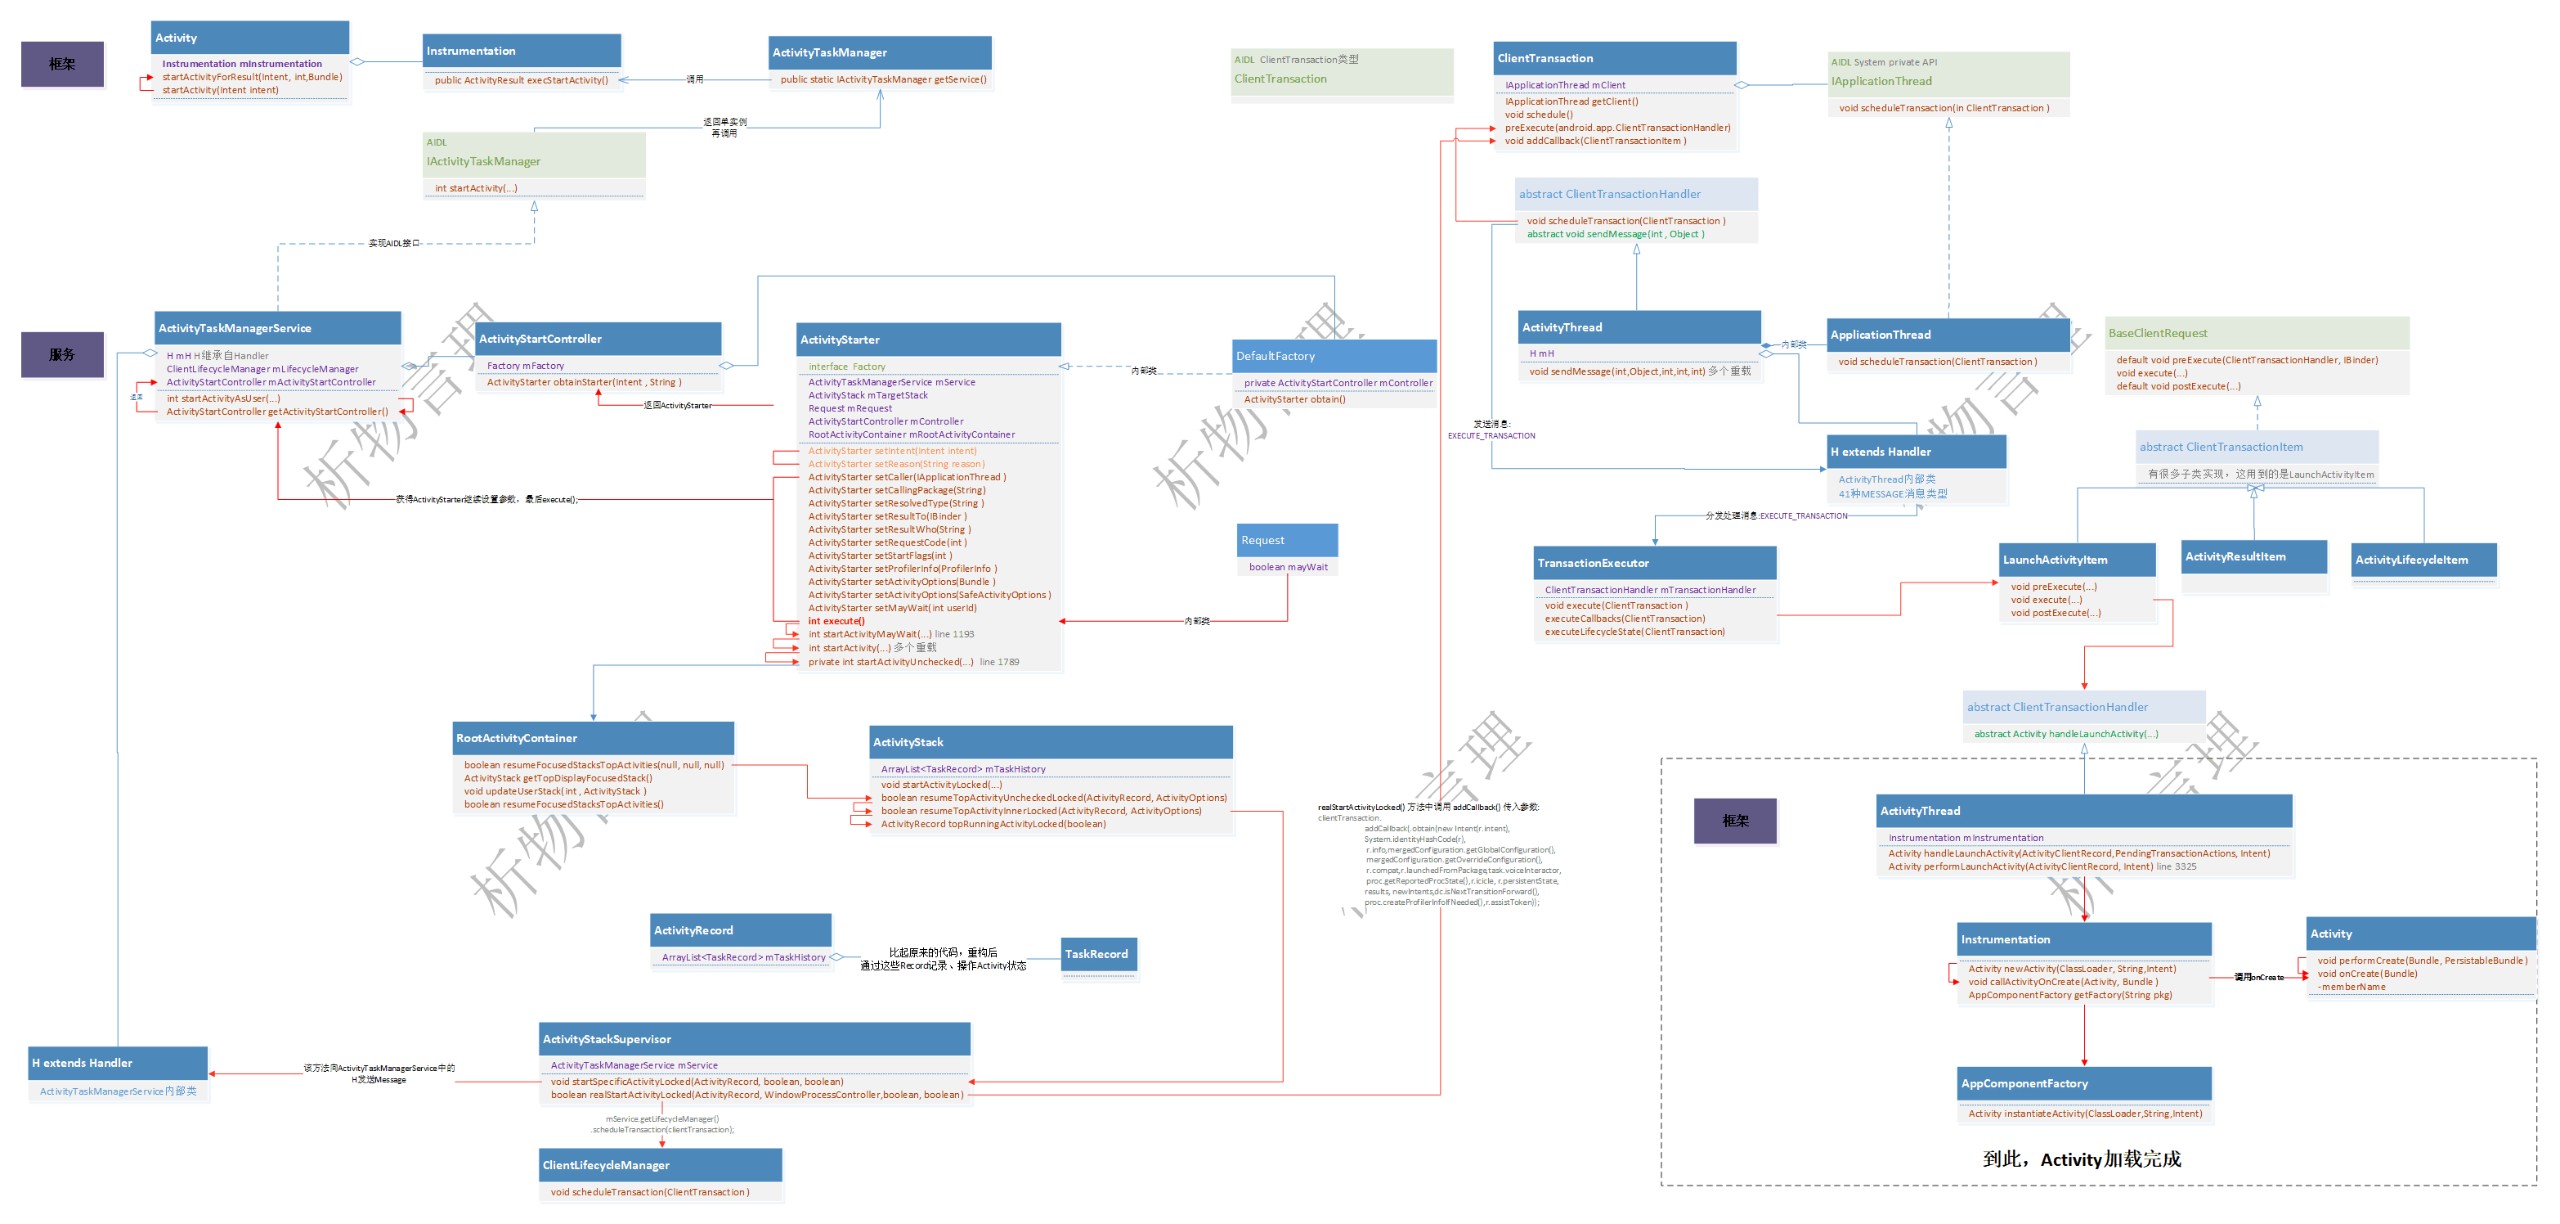 框架
Activity
Instrumentation mInstrumentation
startActivityForResult(Intent, int,Bundle)
startActivity(Intent intent)
Instrumentation
public ActivityResult execStartActivity()
调用
ActivityTaskManager
public static IActivityTaskManager getService()
返回单实例
再调用
AIDL
IActivityTaskManager
int startActivity(...)
实现AIDL接口
服务
ActivityTaskManagerService
H mH H继承自Handler
ClientLifecycleManager mLifecycleManager
ActivityStartController mActivityStartController
int startActivityAsUser(...)
ActivityStartController getActivityStartController()
返回
ActivityStartController
Factory mFactory
ActivityStarter obtainStarter(Intent , String )
返回ActivityStarter
获得ActivityStarter继续设置参数，最后execute();
ActivityStarter
interface Factory
ActivityTaskManagerService mService
ActivityStack mTargetStack
Request mRequest
ActivityStartController mController
RootActivityContainer mRootActivityContainer
ActivityStarter setIntent(Intent intent)
ActivityStarter setReason(String reason)
ActivityStarter setCaller(IApplicationThread )
ActivityStarter setCallingPackage(String)
ActivityStarter setResolvedType(String )
ActivityStarter setResultTo(IBinder )
ActivityStarter setResultWho(String )
ActivityStarter setRequestCode(int )
ActivityStarter setStartFlags(int )
ActivityStarter setProfilerInfo(ProfilerInfo )
ActivityStarter setActivityOptions(Bundle )
ActivityStarter setActivityOptions(SafeActivityOptions )
ActivityStarter setMayWait(int userId)
int execute()
int startActivityMayWait(...) line 1193
int startActivity(...) 多个重载
private int startActivityUnchecked(...) line 1789
内部类
DefaultFactory
private ActivityStartController mController
ActivityStarter obtain()
Request
boolean mayWait
内部类
RootActivityContainer
boolean resumeFocusedStacksTopActivities(null, null, null)
ActivityStack getTopDisplayFocusedStack()
void updateUserStack(int , ActivityStack )
boolean resumeFocusedStacksTopActivities()
ActivityStack
ArrayList<TaskRecord> mTaskHistory
void startActivityLocked(...)
boolean resumeTopActivityUncheckedLocked(ActivityRecord, ActivityOptions)
boolean resumeTopActivityInnerLocked(ActivityRecord, ActivityOptions)
ActivityRecord topRunningActivityLocked(boolean)
ActivityRecord
ArrayList<TaskRecord> mTaskHistory
比起原来的代码，重构后
通过这些Record记录、操作Activity状态
TaskRecord
ActivityStackSupervisor
ActivityTaskManagerService mService
void startSpecificActivityLocked(ActivityRecord, boolean, boolean)
boolean realStartActivityLocked(ActivityRecord, WindowProcessController,boolean, boolean)
该方法向ActivityTaskManagerService中的
H发送Message
H extends Handler
ActivityTaskManagerService内部类
mService.getLifecycleManager()
.scheduleTransaction(clientTransaction);
ClientLifecycleManager
void scheduleTransaction(ClientTransaction )
AIDL ClientTransaction类型
ClientTransaction
ClientTransaction
IApplicationThread mClient
IApplicationThread getClient()
void schedule()
preExecute(android.app.ClientTransactionHandler)
void addCallback(ClientTransactionItem )
AIDL System private API
IApplicationThread
void scheduleTransaction(in ClientTransaction )
abstract ClientTransactionHandler
void scheduleTransaction(ClientTransaction )
abstract void sendMessage(int , Object )
ActivityThread
H mH
void sendMessage(int,Object,int,int,int) 多个重载
内部类
ApplicationThread
void scheduleTransaction(ClientTransaction )
发送消息:
EXECUTE_TRANSACTION
H extends Handler
ActivityThread内部类
41种MESSAGE消息类型
分发处理消息:EXECUTE_TRANSACTION
BaseClientRequest
default void preExecute(ClientTransactionHandler, IBinder)
void execute(...)
default void postExecute(...)
abstract ClientTransactionItem
有很多子类实现，这用到的是LaunchActivityItem
TransactionExecutor
ClientTransactionHandler mTransactionHandler
void execute(ClientTransaction )
executeCallbacks(ClientTransaction)
executeLifecycleState(ClientTransaction)
LaunchActivityItem
void preExecute(...)
void execute(...)
void postExecute(...)
ActivityResultItem
ActivityLifecycleItem
abstract ClientTransactionHandler
abstract Activity handleLaunchActivity(...)
realStartActivityLocked() 方法中调用 addCallback() 传入参数:
clientTransaction.
addCallback(.obtain(new Intent(r.intent),
System.identityHashCode(r),
r.info,mergedConfiguration.getGlobalConfiguration(),
mergedConfiguration.getOverrideConfiguration(),
r.compat,r.launchedFromPackage,task.voiceInteractor,
proc.getReportedProcState(),r.icicle, r.persistentState,
results, newIntents,dc.isNextTransitionForward(),
proc.createProfilerInfoIfNeeded(),r.assistToken));
框架
ActivityThread
Instrumentation mInstrumentation
Activity handleLaunchActivity(ActivityClientRecord,PendingTransactionActions, Intent)
Activity performLaunchActivity(ActivityClientRecord, Intent) line 3325
Instrumentation
Activity newActivity(ClassLoader, String,Intent)
void callActivityOnCreate(Activity, Bundle )
AppComponentFactory getFactory(String pkg)
调用onCreate
Activity
void performCreate(Bundle, PersistableBundle )
void onCreate(Bundle)
-memberName
AppComponentFactory
Activity instantiateActivity(ClassLoader,String,Intent)
到此，Activity加载完成
析物言理
析物言理
析物言理
析物言理
析物言理
析物言理